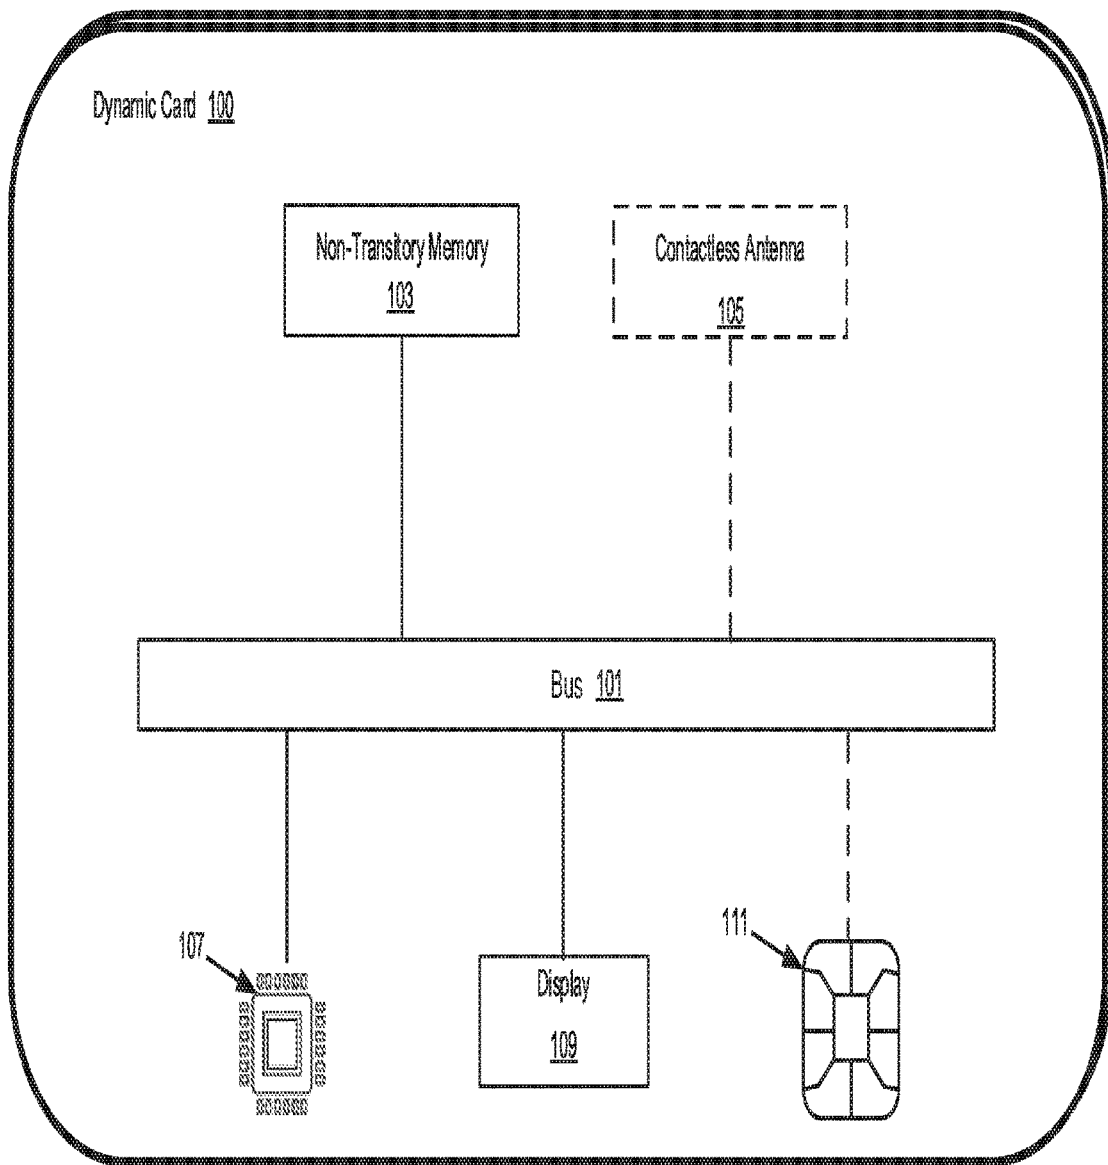 Dynamic Card 100
Non-Transitory Memory
103
Contactless Antenna
105
Bus 101
107
Display
109
111